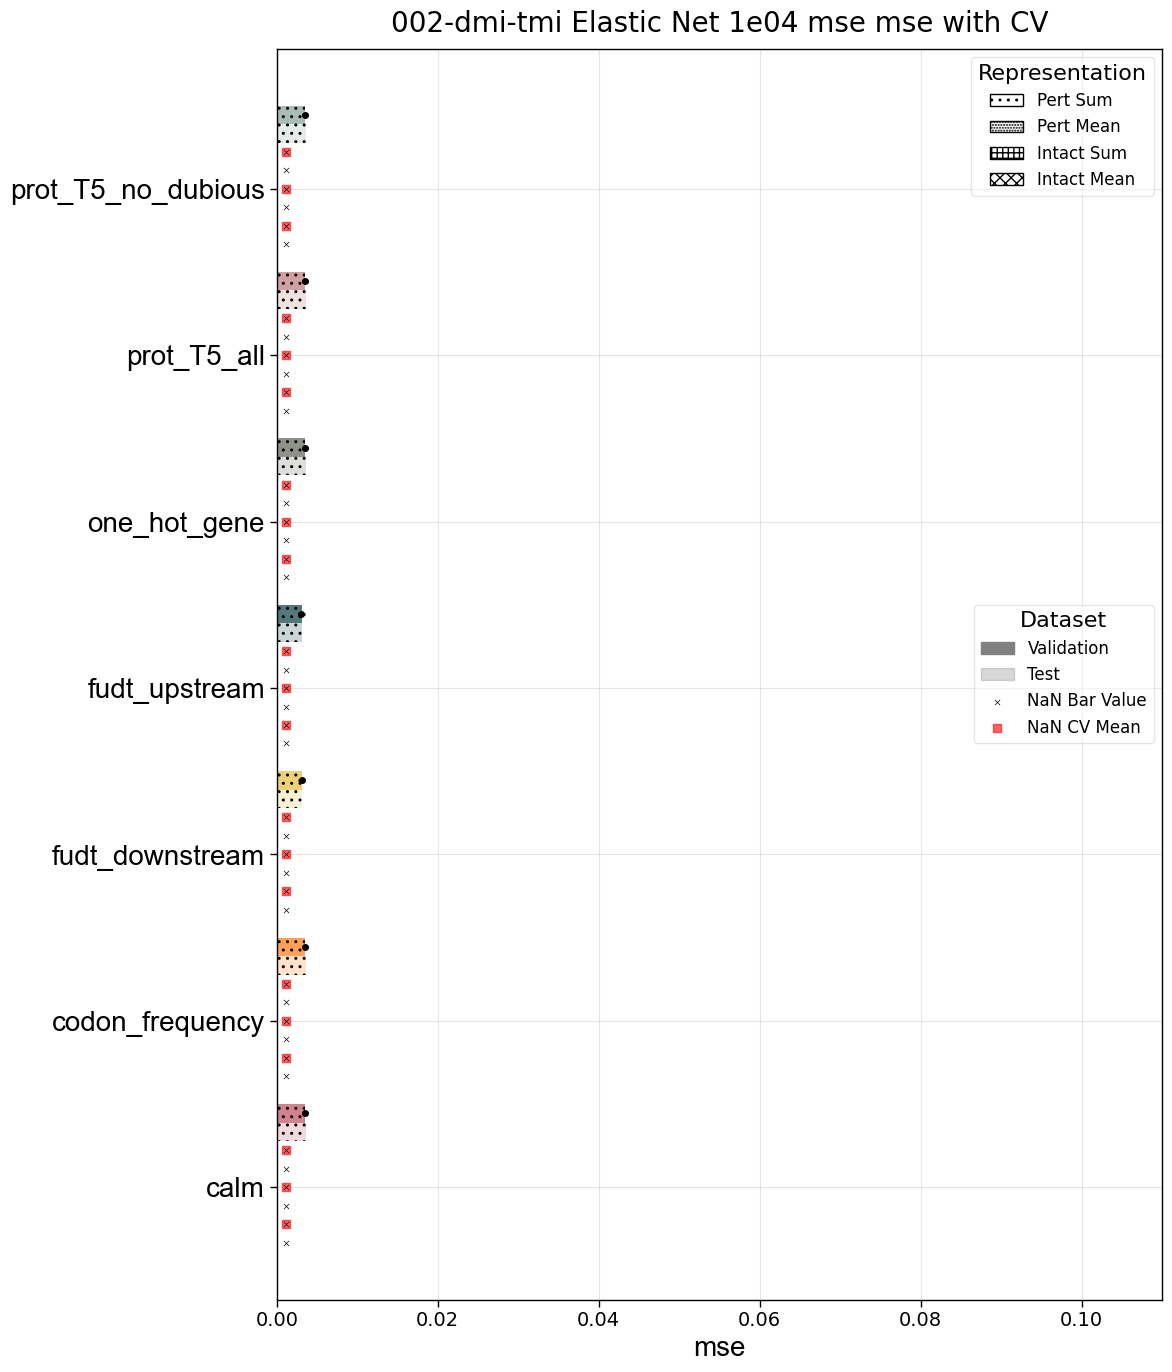 002-dmi-tmi Elastic Net 1e04 mse mse with CV
Representation
Pert Sum
Pert Mean
Intact Sum
Intact Mean
prot_T5_no_dubious
prot_T5_all
one_hot_gene
Dataset
Validation
Test
NaN Bar Value
NaN CV Mean
fudt_upstream
fudt_downstream
codon_frequency
calm
0.00 0.02 0.04 0.06 0.08 0.10
mse